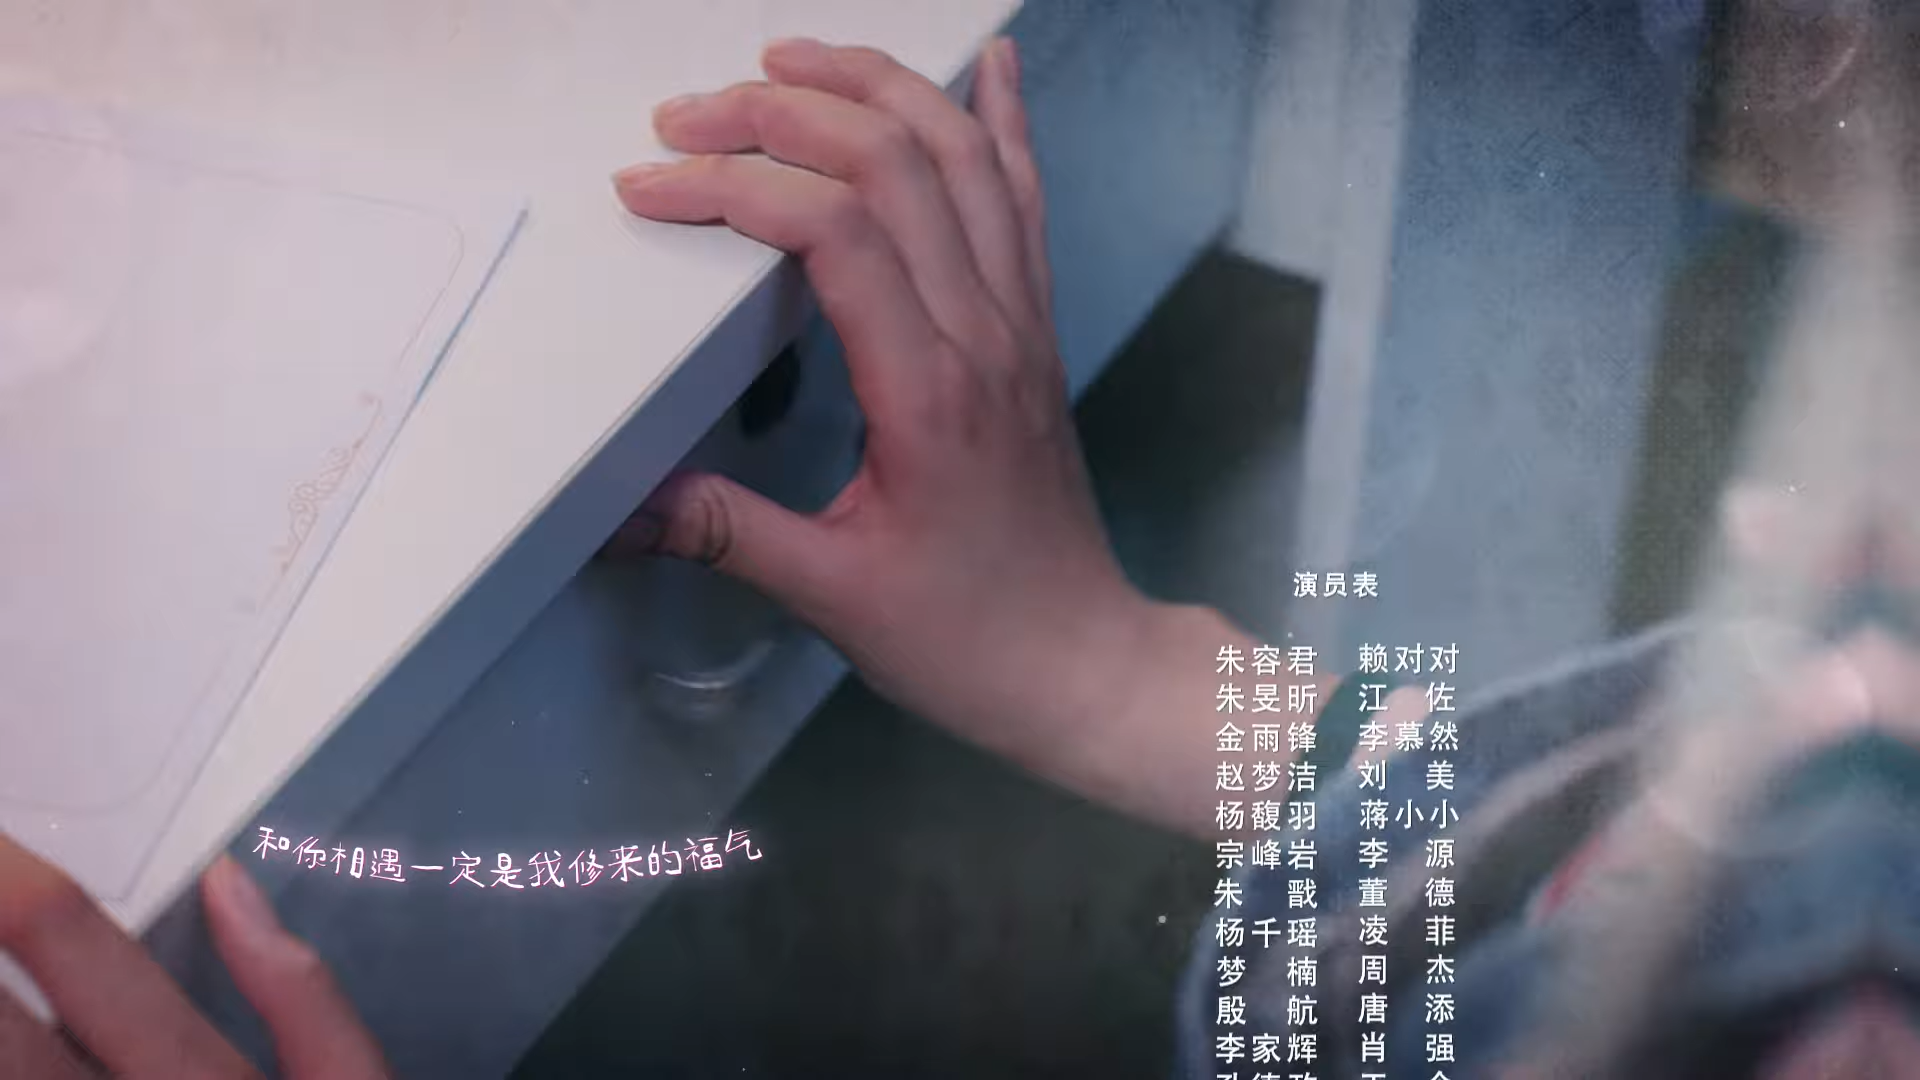 演员表
朱容君 赖对对
朱旻昕 江佐
金雨锋 李慕然
赵梦洁 刘美
杨馥羽 蒋小小
宗峰岩 李源
朱戬 董德
杨千瑶 凌菲
梦楠 周杰
殷航 唐添
李家辉 肖强
和你相遇一定是我修来的福气